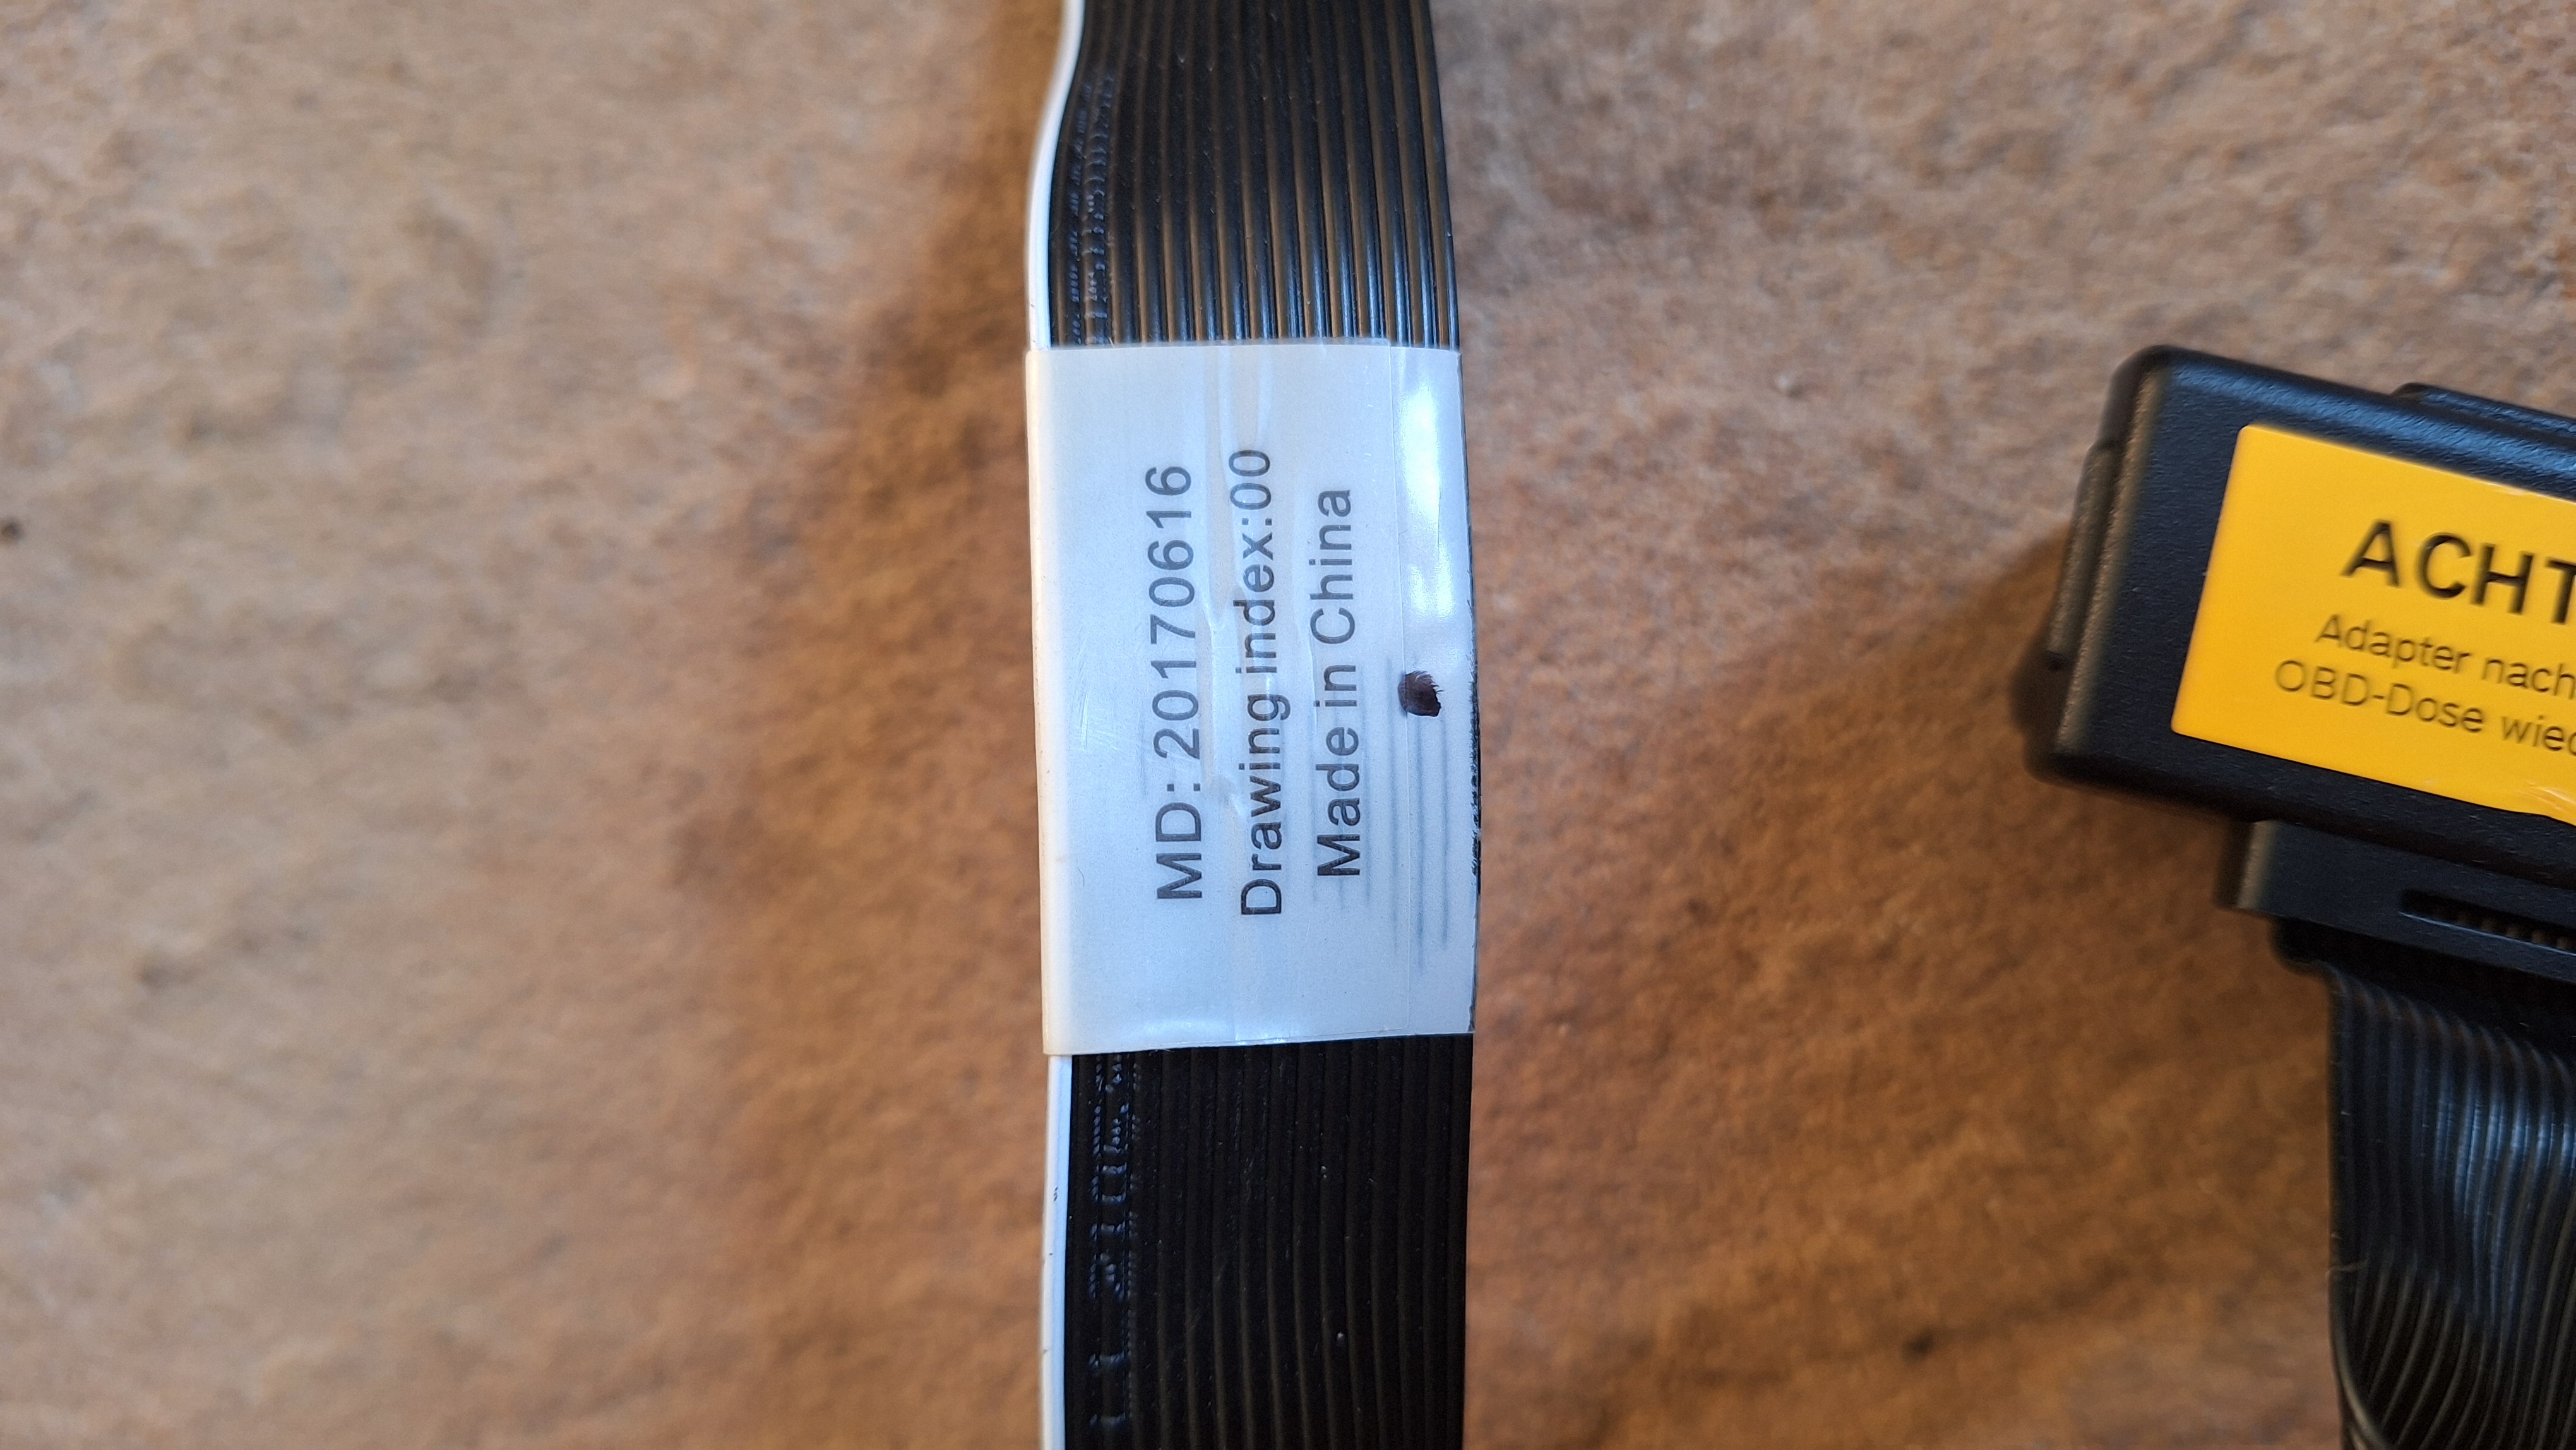 MD: 20170616
Drawing index:00
Made in China
ACHT
Adapter nach
OBD-Dose wied